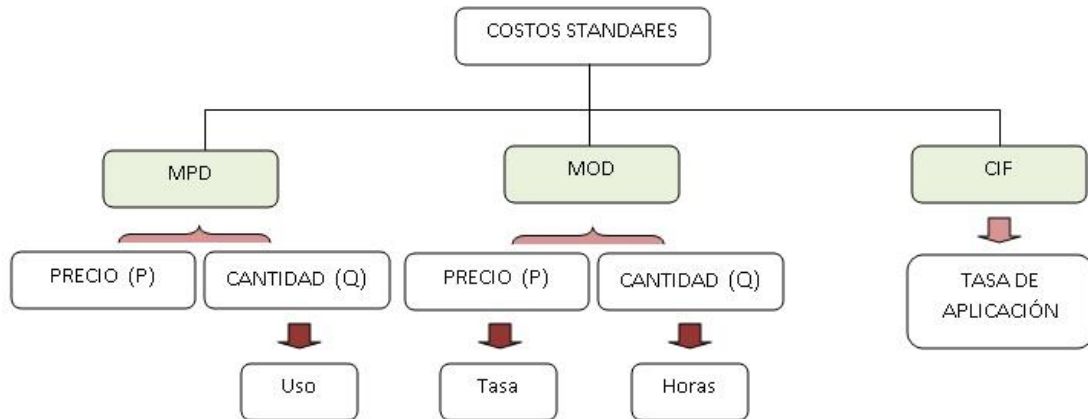 COSTOS STANDARES
MPD
MOD
CIF
PRECIO (P)
CANTIDAD (Q)
PRECIO (P)
CANTIDAD (Q)
TASA DE
APLICACIÓN
Uso
Tasa
Horas